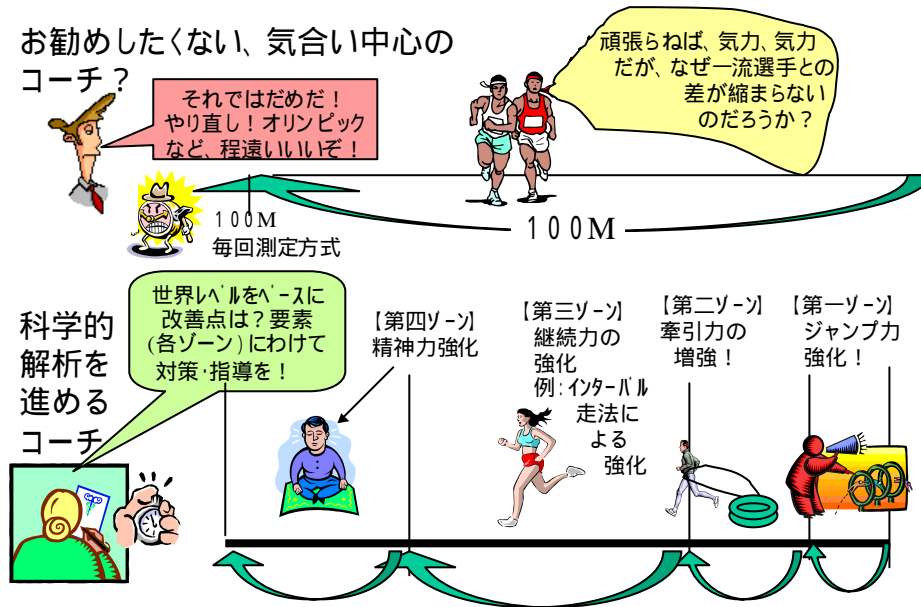 お勧めしたくない、気合い中心の
コーチ？
それではだめだ！
やり直し！オリンピック
など、程遠いいいぞ！
頑張らねば、気力、気力
だが、なぜ一流選手との
差が縮まらない
のだろうか？
100M
毎回測定方式
100M
科学的
解析を
進める
コーチ
世界ﾚﾍﾞﾙをﾍﾞｰｽに
改善点は？要素
(各ゾーン)にわけて
対策･指導を！
【第四ｿﾞｰﾝ】
精神力強化
【第三ｿﾞｰﾝ】
継続力の
強化
例：ｲﾝﾀｰﾊﾞﾙ
走法に
よる
強化
【第二ｿﾞｰﾝ】
牽引力の
増強！
【第一ｿﾞｰﾝ】
ジャンプ力
強化！